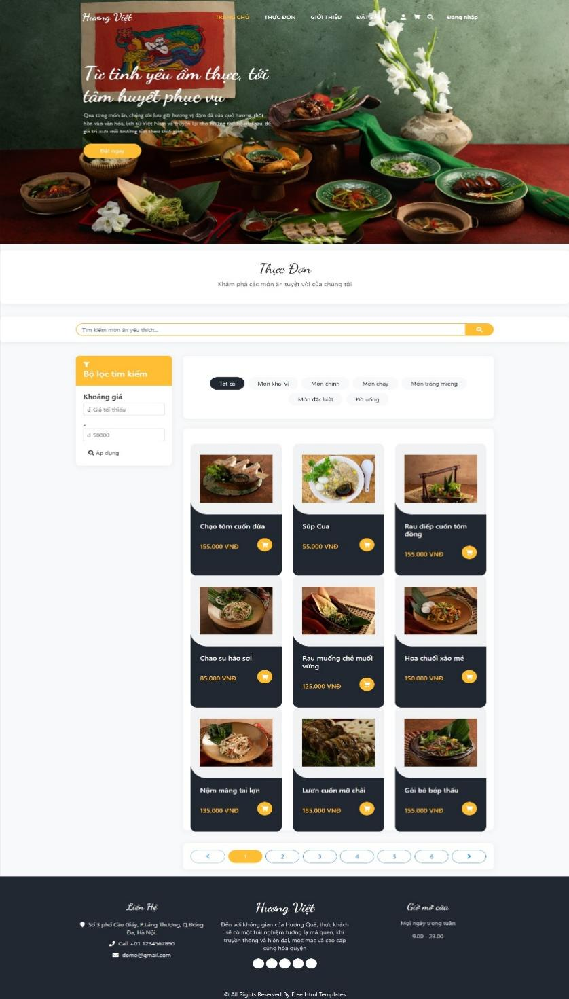 Hương Việt
TRANG CHỦ THỰC ĐƠN GIỚI THIỆU ĐẶT Đăng nhập
Từ tình yêu ẩm thực, tới
tâm huyết phục vụ
Qua từng món ăn, chúng tôi lưu giữ hương vị đậm đà của quê hương, thổi
hồn vào văn hóa, lịch sử Việt Nam và truyền lại cho những thế hệ mai sau, để
giá trị xưa mãi trường tồn theo thời gian.
Đặt ngay
Thực Đơn
Khám phá các món ăn tuyệt vời của chúng tôi
Tìm kiếm món ăn yêu thích...
Bộ lọc tìm kiếm
Khoảng giá
₫ Giá tối thiểu
-
₫ 50000
Áp dụng
Tất cả Món khai vị Món chính Món chay Món tráng miệng
Món đặc biệt Đồ uống
Chạo tôm cuốn dừa
155.000 VNĐ
Súp Cua
55.000 VNĐ
Rau diếp cuốn tôm
đồng
155.000 VNĐ
Chạo su hào sợi
85.000 VNĐ
Rau muống chẻ muối
vừng
125.000 VNĐ
Hoa chuối xào mẻ
150.000 VNĐ
Nộm măng tai lợn
135.000 VNĐ
Lươn cuốn mỡ chài
185.000 VNĐ
Gỏi bò bóp thấu
155.000 VNĐ
1 2 3 4 5 6
Liên Hệ
Số 3 phố Cầu Giấy, P.Láng Thượng, Q.Đống
Đa, Hà Nội.
Call +01 1234567890
demo@gmail.com
Hương Việt
Đến với không gian của Hương Quê, thực khách
sẽ có một trải nghiệm tưởng lạ mà quen, khi
truyền thống và hiện đại, mộc mạc và cao cấp
cùng hòa quyện
Giờ mở cửa
Mọi ngày trong tuần
9.00 - 23.00
© All Rights Reserved By Free Html Templates